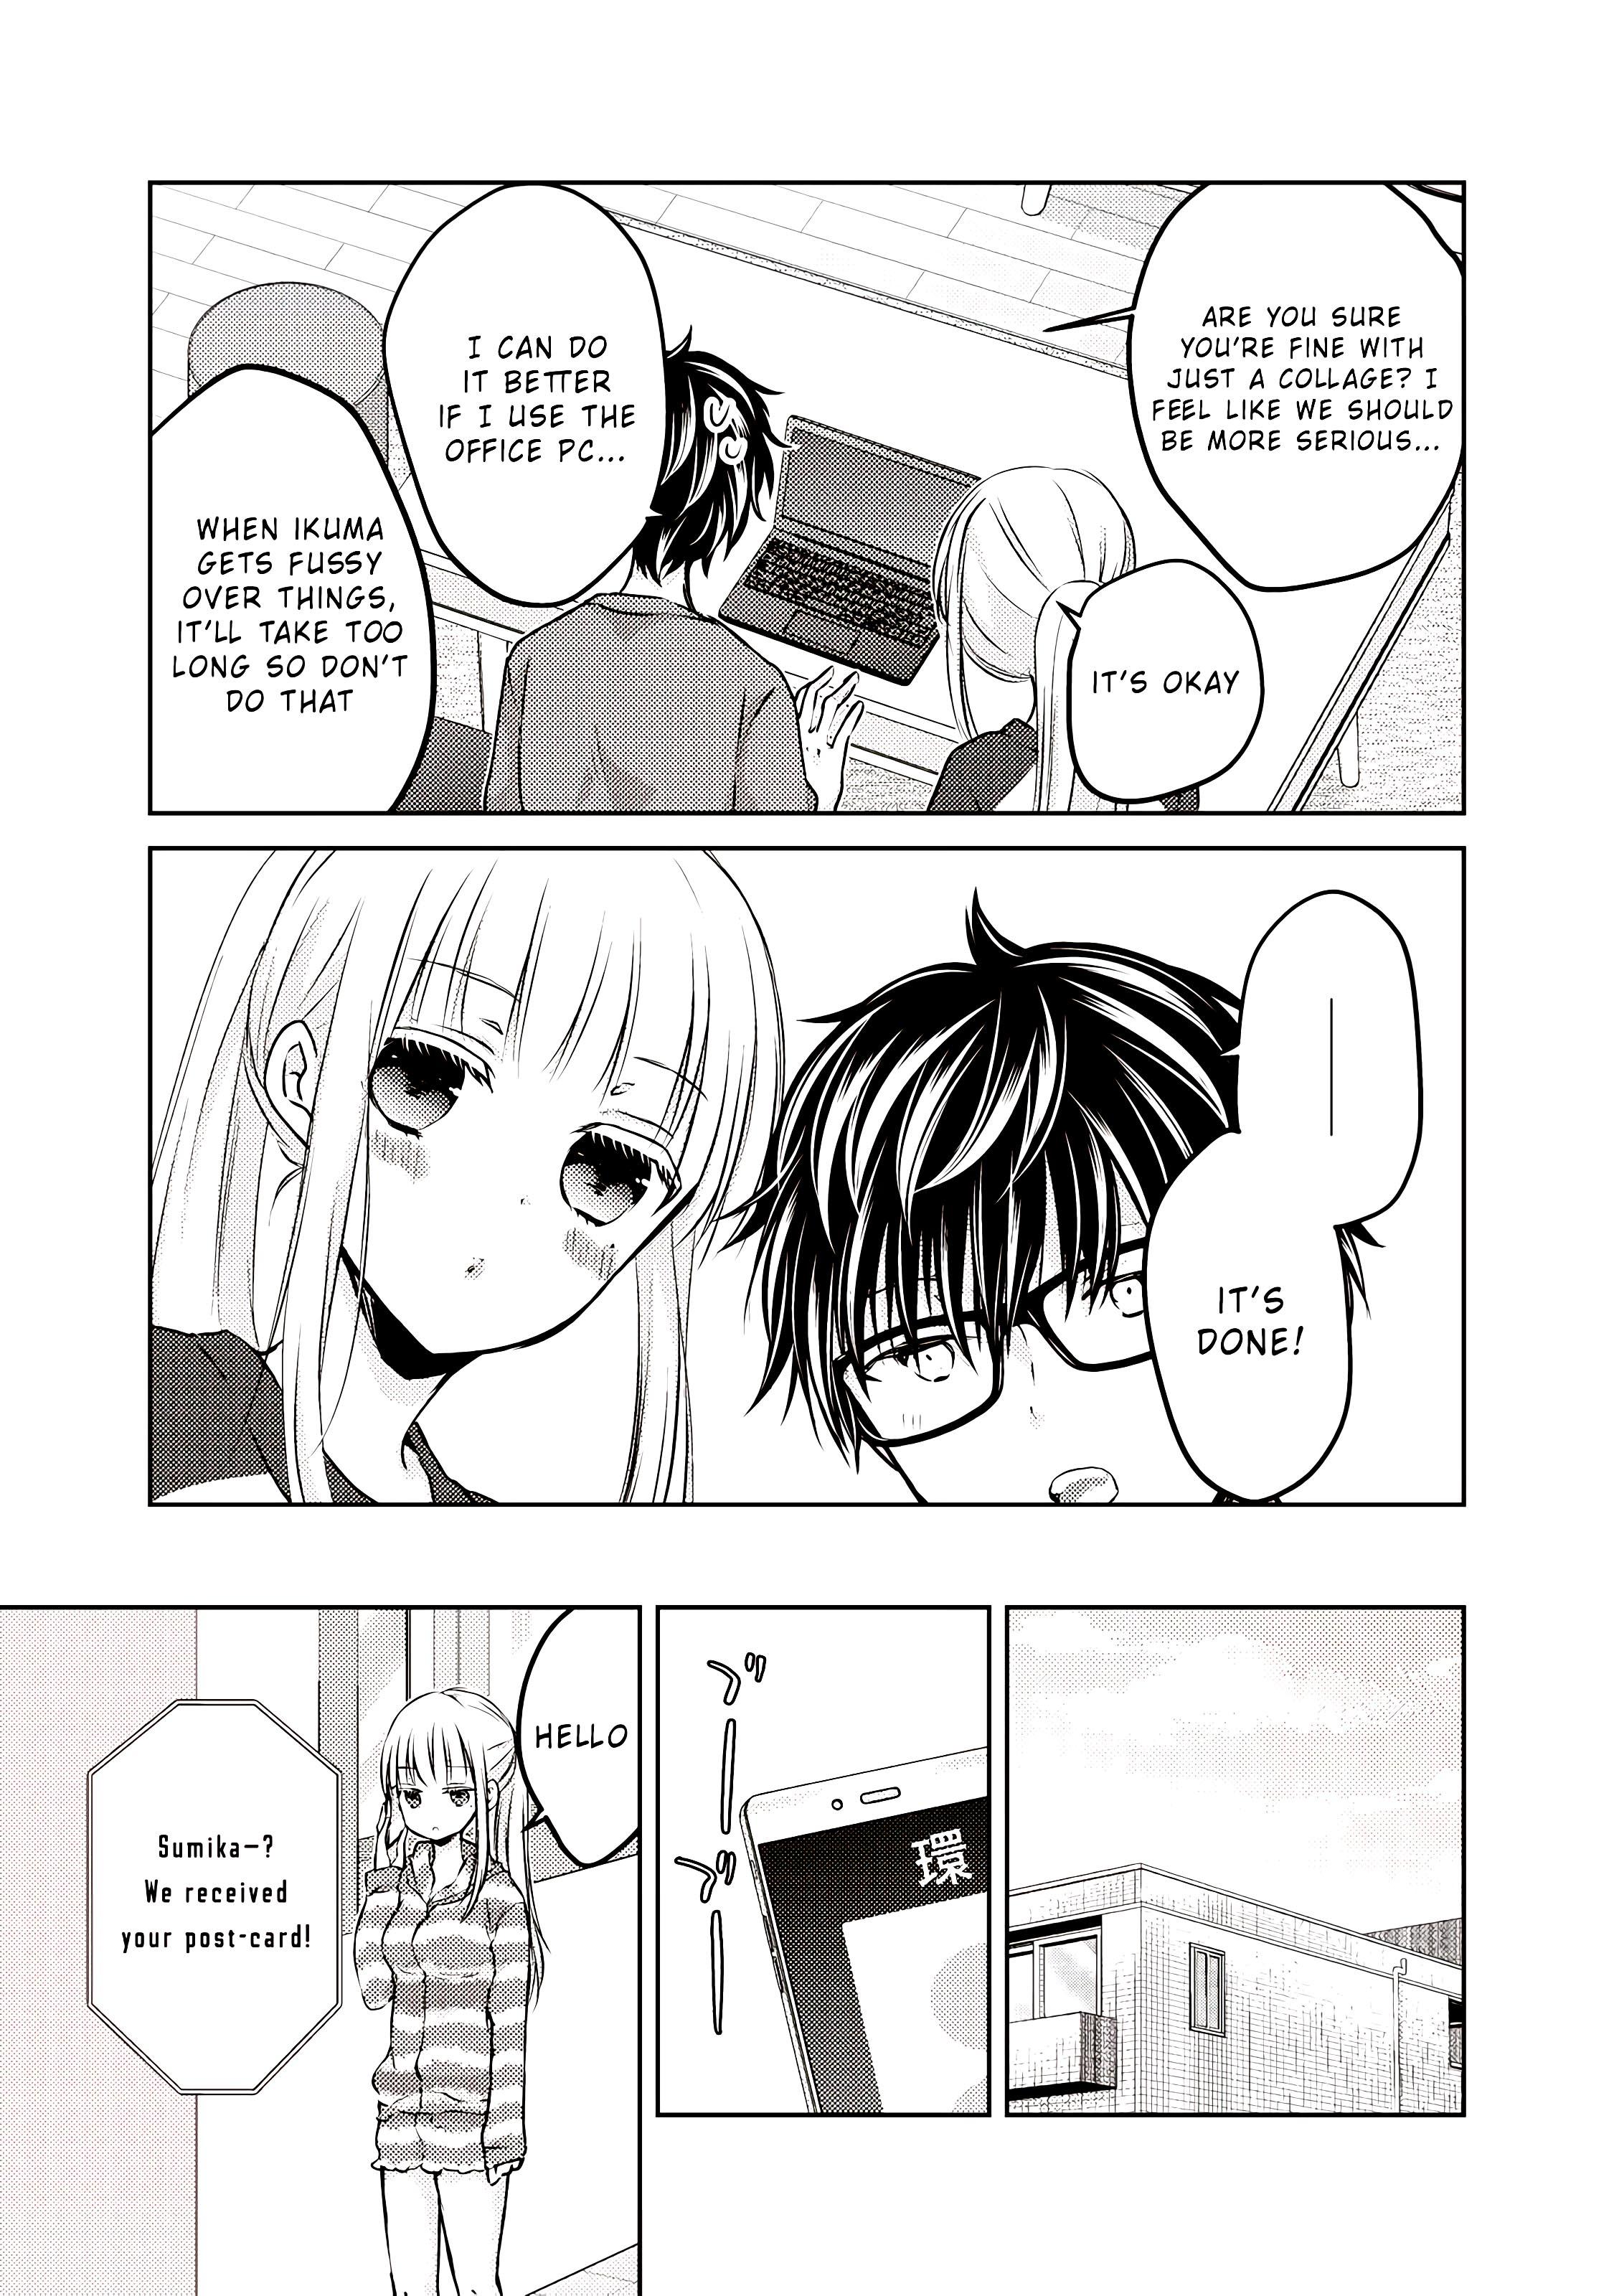 ARE YOU SURE
YOU'RE FINE WITH
JUST A COLLAGE? I
FEEL LIKE WE SHOULD
BE MORE SERIOUS...
IT'S OKAY
I CAN DO
IT BETTER
IF I USE THE
OFFICE PC...
WHEN IKUMA
GETS FUSSY
OVER THINGS,
IT'LL TAKE TOO
LONG SO DON'T
DO THAT
IT'S
DONE!
ブーブー
環
HELLO
Sumika—?
We received
your post-card!